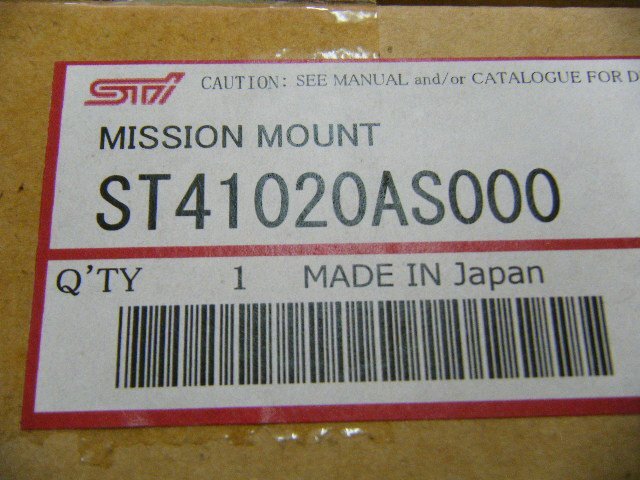 STI CAUTION: SEE MANUAL and/or CATALOGUE FOR
MISSION MOUNT
ST41020AS000
Q'TY 1 MADE IN Japan